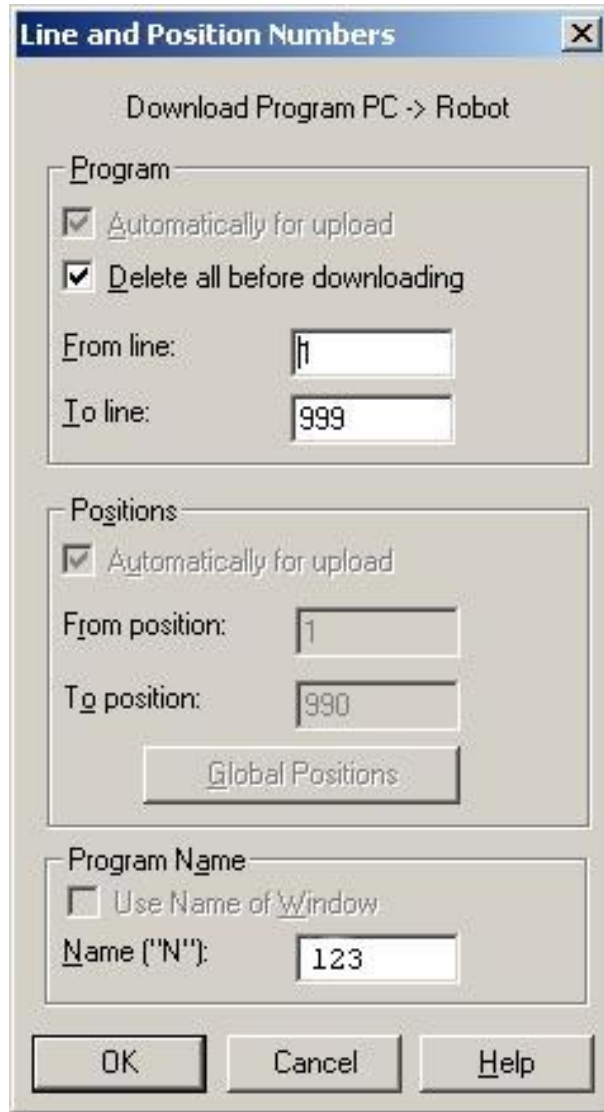 Line and Position Numbers
Download Program PC -> Robot
Program
Automatically for upload
Delete all before downloading
From line: 1
To line: 999
Positions
Automatically for upload
From position: 1
To position: 990
Global Positions
Program Name
Use Name of Window
Name ("N"): 123
OK Cancel Help